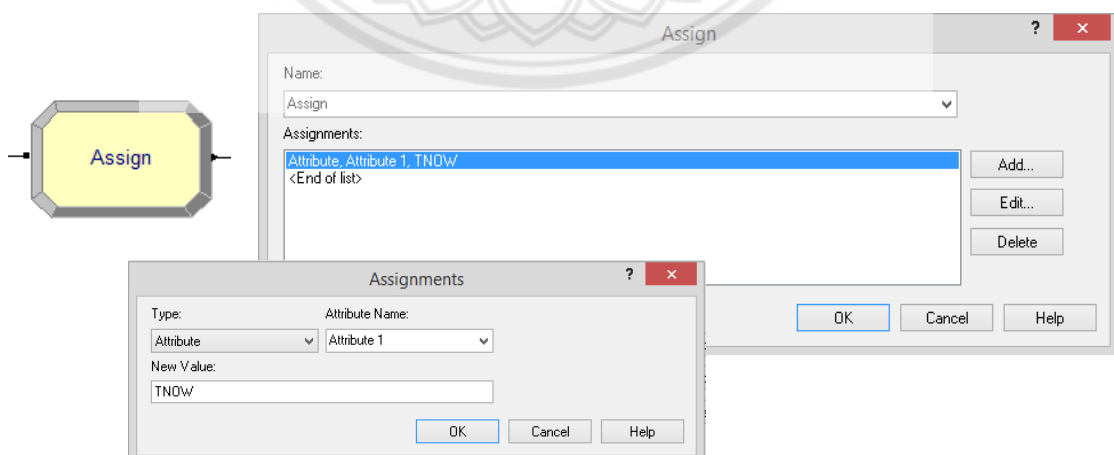 Assign
Assign
?
×
Name:
Assign
Assignments:
Attribute, Attribute 1, TNOW
<End of list>
Add...
Edit...
Delete
OK
Cancel
Help
Assignments
?
×
Type:
Attribute Name:
Attribute
Attribute 1
New Value:
TNOW
OK
Cancel
Help